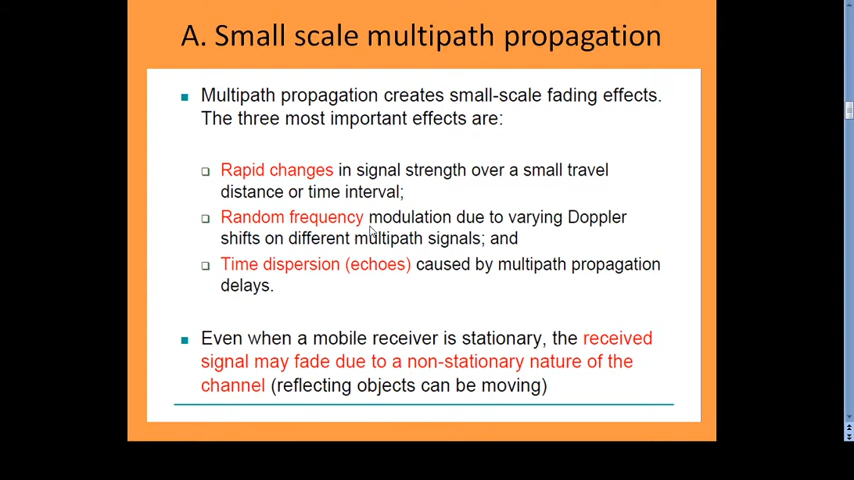 A. Small scale multipath propagation
Multipath propagation creates small-scale fading effects.
The three most important effects are:
Rapid changes in signal strength over a small travel
distance or time interval;
Random frequency modulation due to varying Doppler
shifts on different multipath signals; and
Time dispersion (echoes) caused by multipath propagation
delays.
Even when a mobile receiver is stationary, the received
signal may fade due to a non-stationary nature of the
channel (reflecting objects can be moving)